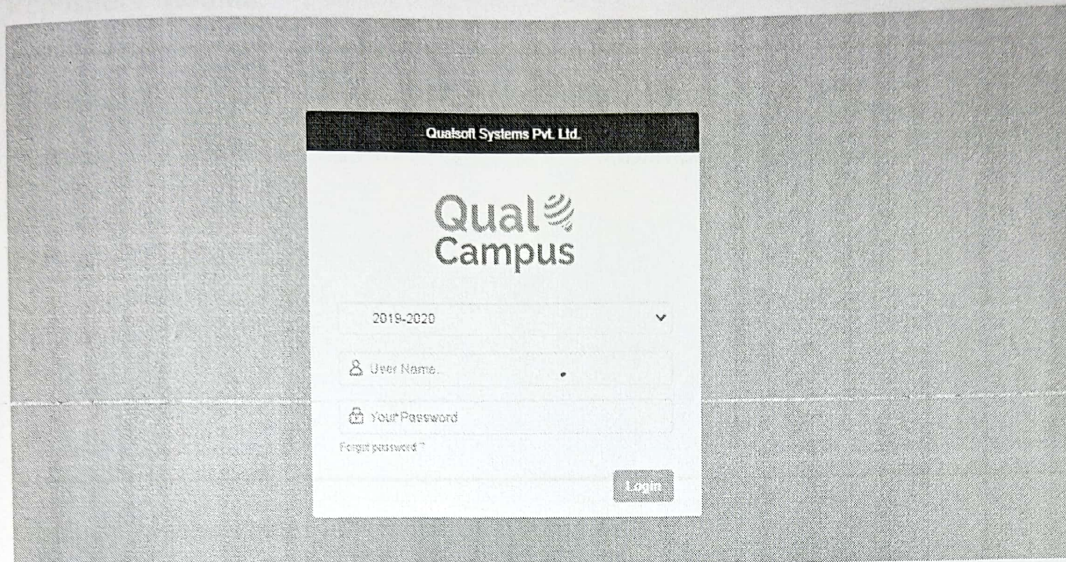 Qualsoft Systems Pvt. Ltd.
Qual
Campus
2019-2020
User Name.
Your Password
Forgot password ?
Login